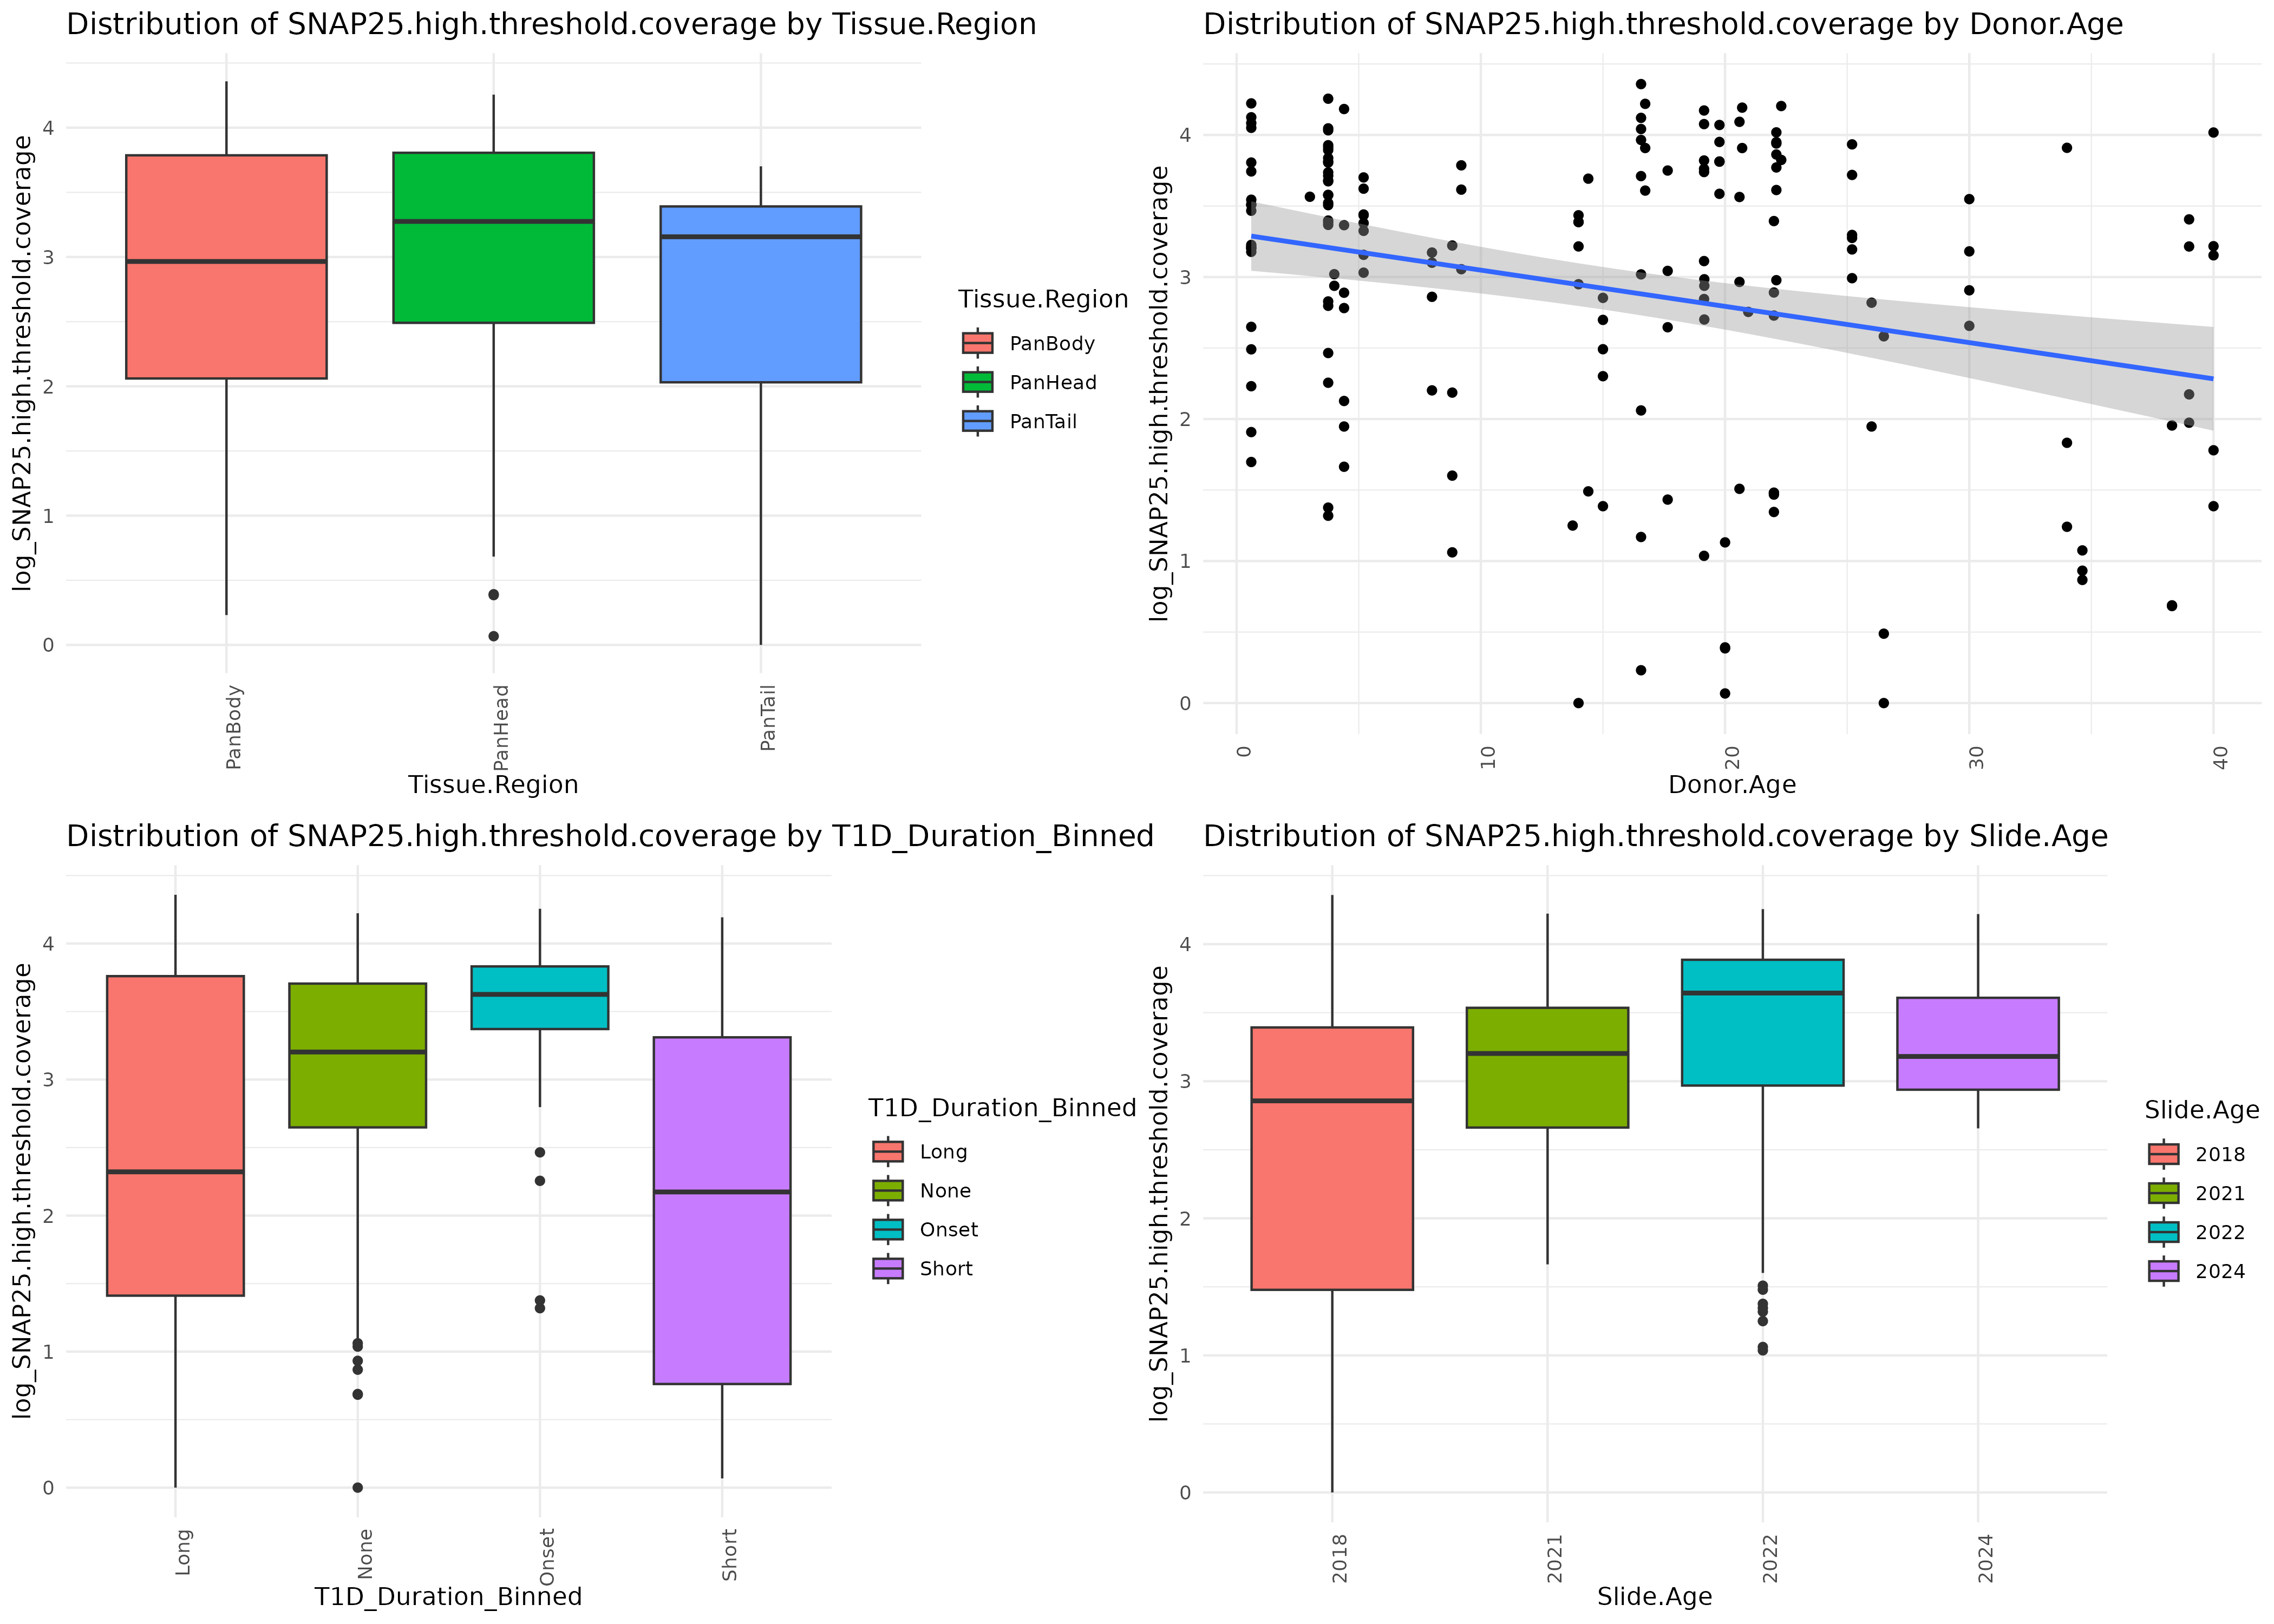 Distribution of SNAP25.high.threshold.coverage by Tissue.Region
log_SNAP25.high.threshold.coverage
4
3
2
1
0
PanBody
PanHead
PanTail
Tissue.Region
Tissue.Region
PanBody
PanHead
PanTail
Distribution of SNAP25.high.threshold.coverage by Donor.Age
log_SNAP25.high.threshold.coverage
4
3
2
1
0
0
10
20
30
40
Donor.Age
Distribution of SNAP25.high.threshold.coverage by T1D_Duration_Binned
log_SNAP25.high.threshold.coverage
4
3
2
1
0
Long
None
Onset
Short
T1D_Duration_Binned
T1D_Duration_Binned
Long
None
Onset
Short
Distribution of SNAP25.high.threshold.coverage by Slide.Age
log_SNAP25.high.threshold.coverage
4
3
2
1
0
2018
2021
2022
2024
Slide.Age
Slide.Age
2018
2021
2022
2024